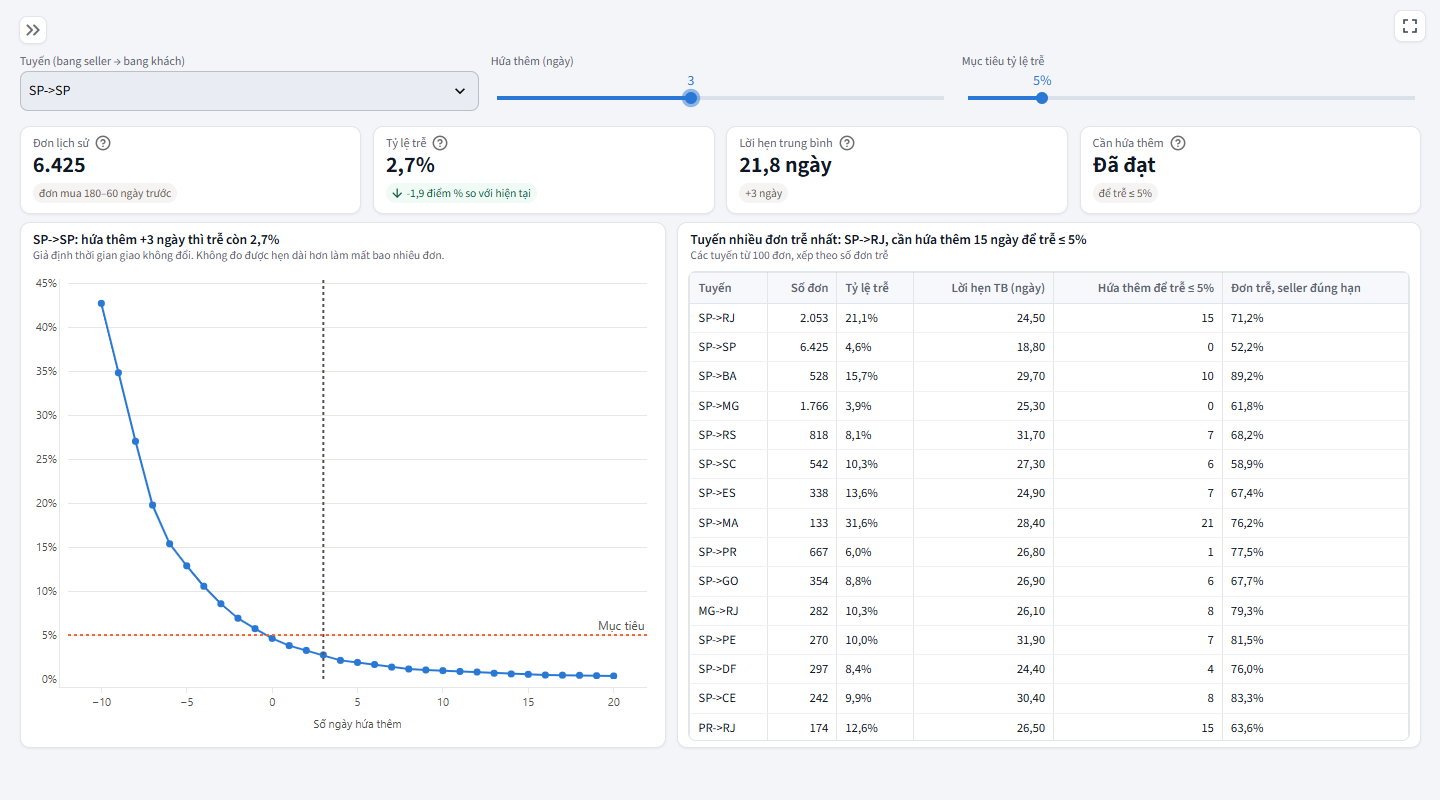 Tuyến (bang seller → bang khách)
SP->SP
Hứa thêm (ngày)
3
Mục tiêu tỷ lệ trễ
5%
Đơn lịch sử
6.425
đơn mua 180–60 ngày trước
Tỷ lệ trễ
2,7%
-1,9 điểm % so với hiện tại
Lời hẹn trung bình
21,8 ngày
+3 ngày
Cần hứa thêm
Đã đạt
để trễ ≤ 5%
SP->SP: hứa thêm +3 ngày thì trễ còn 2,7%
Giả định thời gian giao không đổi. Không đo được hẹn dài hơn làm mất bao nhiêu đơn.
45%
40%
35%
30%
25%
20%
15%
10%
5%
0%
Mục tiêu
−10 −5 0 5 10 15 20
Số ngày hứa thêm
Tuyến nhiều đơn trễ nhất: SP->RJ, cần hứa thêm 15 ngày để trễ ≤ 5%
Các tuyến từ 100 đơn, xếp theo số đơn trễ
Tuyến Số đơn Tỷ lệ trễ Lời hẹn TB (ngày) Hứa thêm để trễ ≤ 5% Đơn trễ, seller đúng hạn
SP->RJ 2.053 21,1% 24,50 15 71,2%
SP->SP 6.425 4,6% 18,80 0 52,2%
SP->BA 528 15,7% 29,70 10 89,2%
SP->MG 1.766 3,9% 25,30 0 61,8%
SP->RS 818 8,1% 31,70 7 68,2%
SP->SC 542 10,3% 27,30 6 58,9%
SP->ES 338 13,6% 24,90 7 67,4%
SP->MA 133 31,6% 28,40 21 76,2%
SP->PR 667 6,0% 26,80 1 77,5%
SP->GO 354 8,8% 26,90 6 67,7%
MG->RJ 282 10,3% 26,10 8 79,3%
SP->PE 270 10,0% 31,90 7 81,5%
SP->DF 297 8,4% 24,40 4 76,0%
SP->CE 242 9,9% 30,40 8 83,3%
PR->RJ 174 12,6% 26,50 15 63,6%